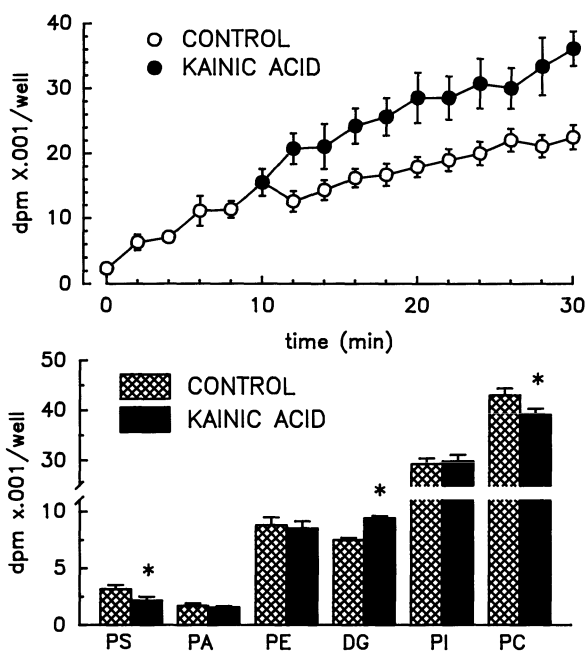 40
30
20
10
0
dpm X.001/well
CONTROL
KAINIC ACID
0 10 20 30
time (min)
50
40
30
10
5
0
dpm x.001/well
CONTROL
KAINIC ACID
*
*
*
PS PA PE DG PI PC